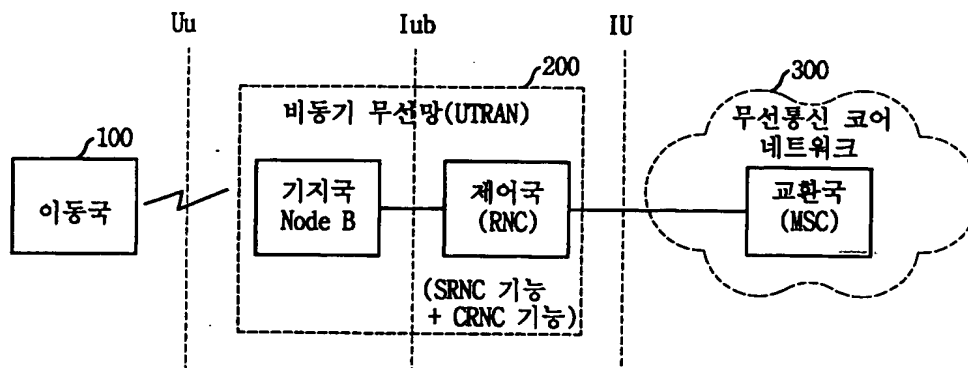 Uu
Iub
IU
200
300
비동기 무선망(UTRAN)
무선통신 코어
네트워크
100
이동국
기지국
Node B
제어국
(RNC)
교환국
(MSC)
(SRNC 기능
+ CRNC 기능)